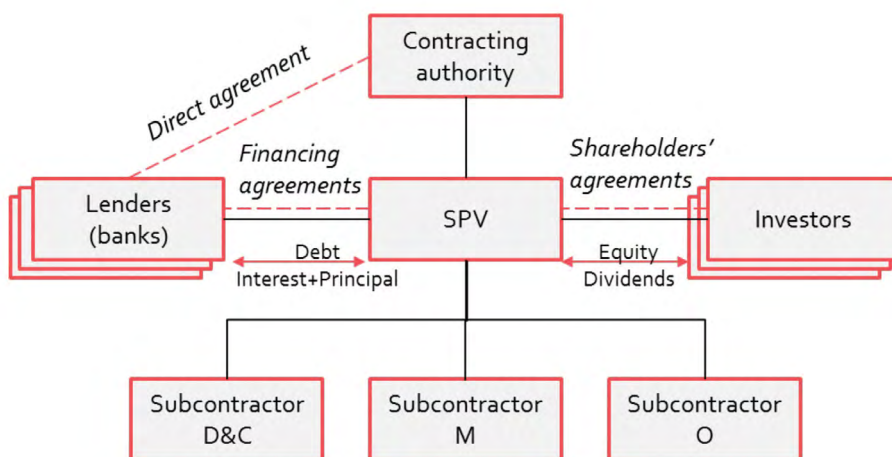 Contracting
authority
Direct agreement
Financing
agreements
Shareholders’
agreements
Lenders
(banks)
SPV
Investors
Debt
Interest+Principal
Equity
Dividends
Subcontractor
D&C
Subcontractor
M
Subcontractor
O